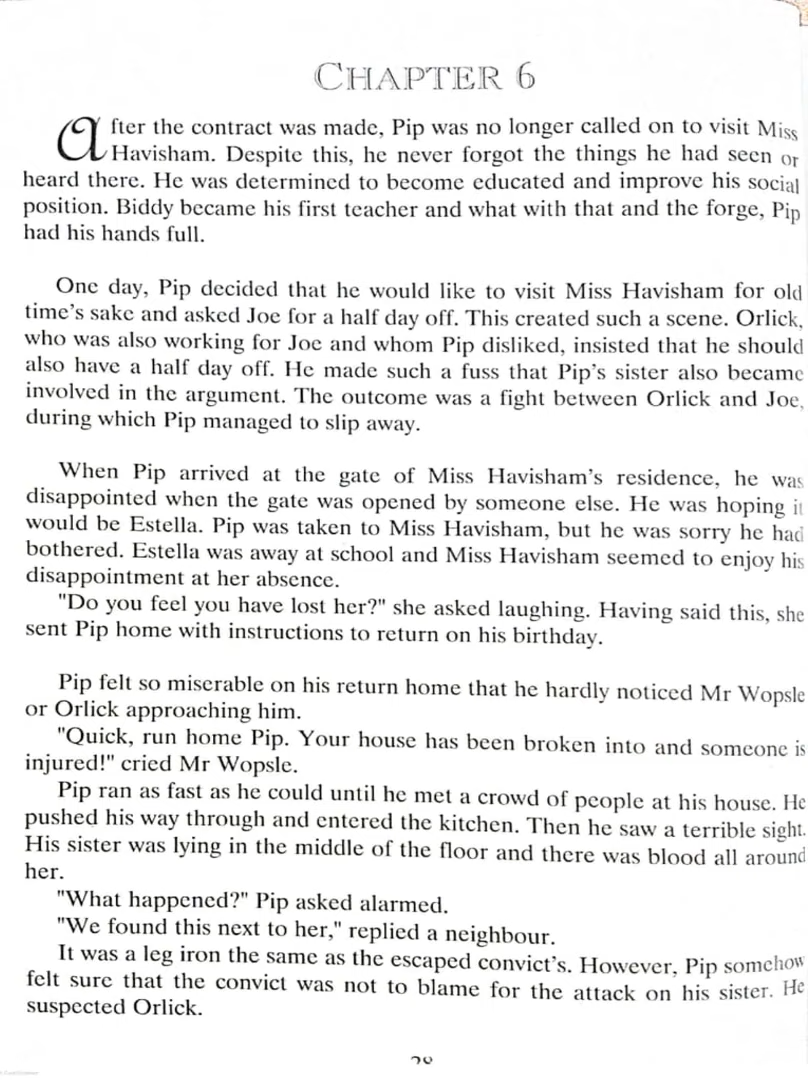 CHAPTER 6
After the contract was made, Pip was no longer called on to visit Miss
Havisham. Despite this, he never forgot the things he had seen or
heard there. He was determined to become educated and improve his social
position. Biddy became his first teacher and what with that and the forge, Pip
had his hands full.
One day, Pip decided that he would like to visit Miss Havisham for old
time's sake and asked Joe for a half day off. This created such a scene. Orlick,
who was also working for Joe and whom Pip disliked, insisted that he should
also have a half day off. He made such a fuss that Pip's sister also became
involved in the argument. The outcome was a fight between Orlick and Joe,
during which Pip managed to slip away.
When Pip arrived at the gate of Miss Havisham's residence, he was
disappointed when the gate was opened by someone else. He was hoping it
would be Estella. Pip was taken to Miss Havisham, but he was sorry he had
bothered. Estella was away at school and Miss Havisham seemed to enjoy his
disappointment at her absence.
"Do you feel you have lost her?" she asked laughing. Having said this, she
sent Pip home with instructions to return on his birthday.
Pip felt so miserable on his return home that he hardly noticed Mr Wopsle
or Orlick approaching him.
"Quick, run home Pip. Your house has been broken into and someone is
injured!" cried Mr Wopsle.
Pip ran as fast as he could until he met a crowd of people at his house. He
pushed his way through and entered the kitchen. Then he saw a terrible sight.
His sister was lying in the middle of the floor and there was blood all around
her.
"What happened?" Pip asked alarmed.
"We found this next to her," replied a neighbour.
It was a leg iron the same as the escaped convict's. However, Pip somehow
felt sure that the convict was not to blame for the attack on his sister. He
suspected Orlick.